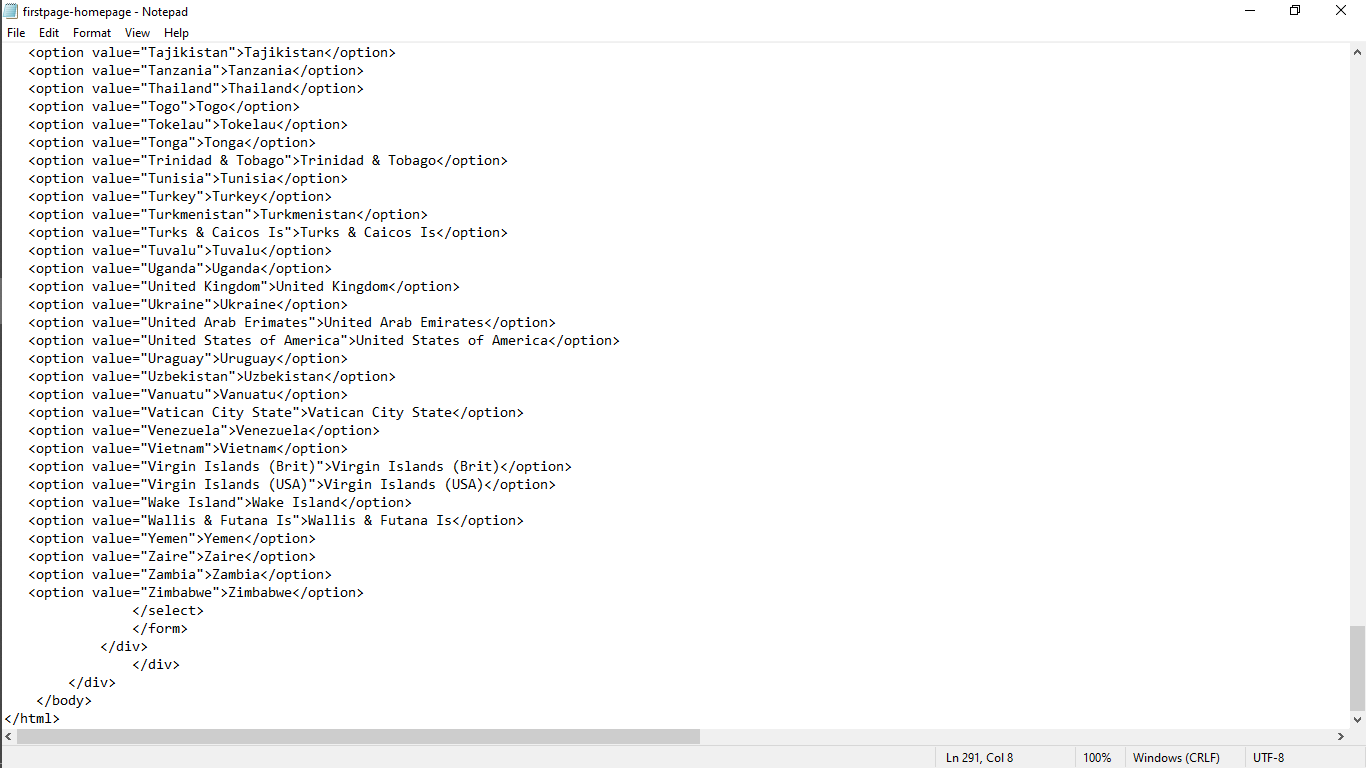 firstpage-homepage - Notepad
File Edit Format View Help
<option value="Tajikistan">Tajikistan</option>
<option value="Tanzania">Tanzania</option>
<option value="Thailand">Thailand</option>
<option value="Togo">Togo</option>
<option value="Tokelau">Tokelau</option>
<option value="Tonga">Tonga</option>
<option value="Trinidad & Tobago">Trinidad & Tobago</option>
<option value="Tunisia">Tunisia</option>
<option value="Turkey">Turkey</option>
<option value="Turkmenistan">Turkmenistan</option>
<option value="Turks & Caicos Is">Turks & Caicos Is</option>
<option value="Tuvalu">Tuvalu</option>
<option value="Uganda">Uganda</option>
<option value="United Kingdom">United Kingdom</option>
<option value="Ukraine">Ukraine</option>
<option value="United Arab Erimates">United Arab Emirates</option>
<option value="United States of America">United States of America</option>
<option value="Uraguay">Uruguay</option>
<option value="Uzbekistan">Uzbekistan</option>
<option value="Vanuatu">Vanuatu</option>
<option value="Vatican City State">Vatican City State</option>
<option value="Venezuela">Venezuela</option>
<option value="Vietnam">Vietnam</option>
<option value="Virgin Islands (Brit)">Virgin Islands (Brit)</option>
<option value="Virgin Islands (USA)">Virgin Islands (USA)</option>
<option value="Wake Island">Wake Island</option>
<option value="Wallis & Futana Is">Wallis & Futana Is</option>
<option value="Yemen">Yemen</option>
<option value="Zaire">Zaire</option>
<option value="Zambia">Zambia</option>
<option value="Zimbabwe">Zimbabwe</option>
</select>
</form>
</div>
</div>
</div>
</body>
</html>
Ln 291, Col 8 100% Windows (CRLF) UTF-8